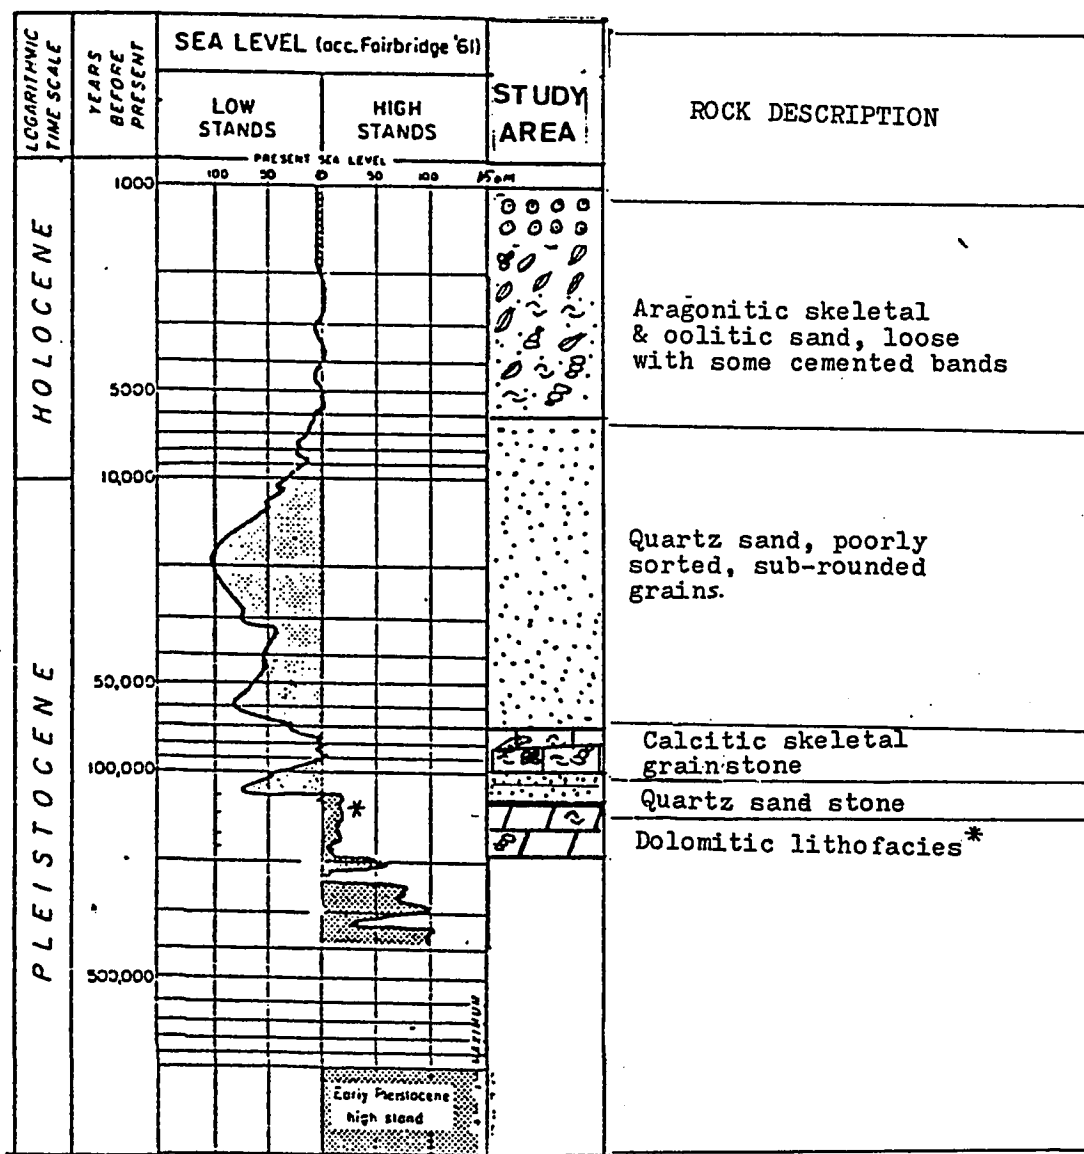 LOGARITHMIC
TIME SCALE
YEARS
BEFORE
PRESENT
SEA LEVEL (acc. Fairbridge '61)
LOW
STANDS
HIGH
STANDS
STUDY
AREA
ROCK DESCRIPTION
PRESENT SEA LEVEL
100 50 0 50 100 150M
HOLOCENE
PLEISTOCENE
1000
5000
10,000
50,000
100,000
500,000
*
MAXIMUM
Early Pleistocene
high stand
Aragonitic skeletal
& oolitic sand, loose
with some cemented bands
Quartz sand, poorly
sorted, sub-rounded
grains.
Calcitic skeletal
grainstone
Quartz sand stone
Dolomitic lithofacies*